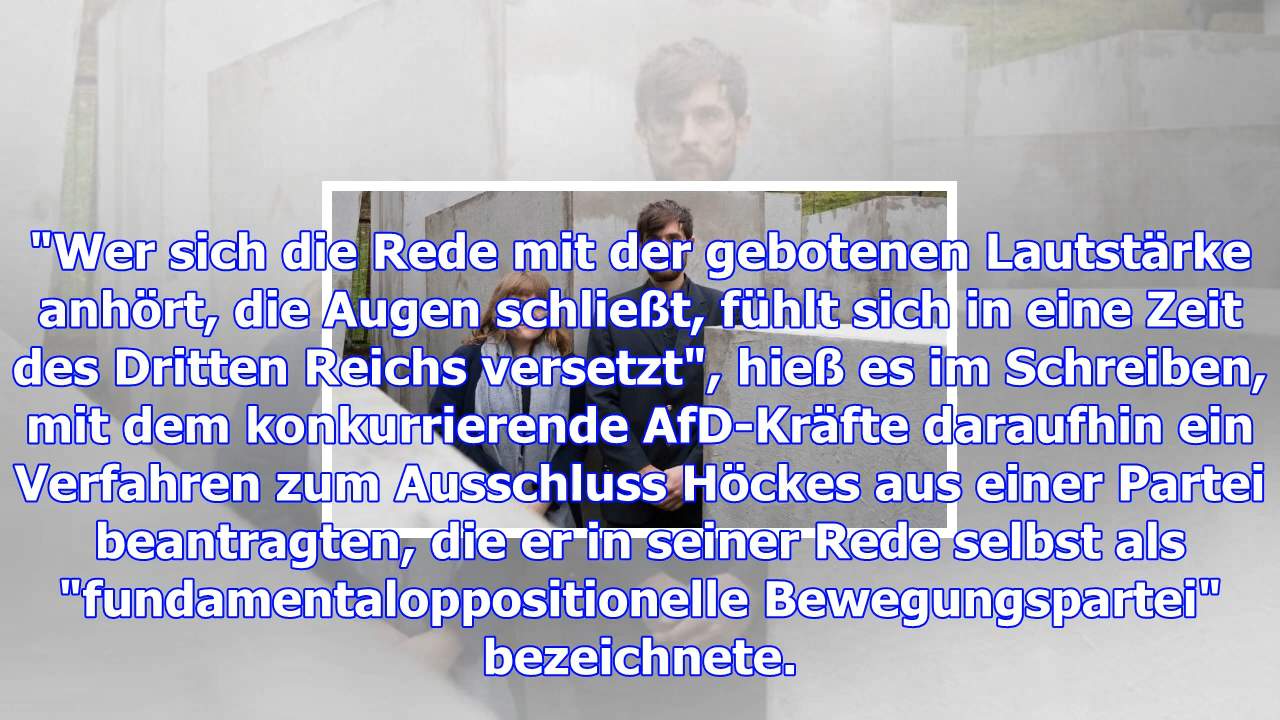 "Wer sich die Rede mit der gebotenen Lautstärke
anhört, die Augen schließt, fühlt sich in eine Zeit
des Dritten Reichs versetzt", hieß es im Schreiben,
mit dem konkurrierende AfD-Kräfte daraufhin ein
Verfahren zum Ausschluss Höckes aus einer Partei
beantragten, die er in seiner Rede selbst als
"fundamentaloppositionelle Bewegungspartei"
bezeichnete.